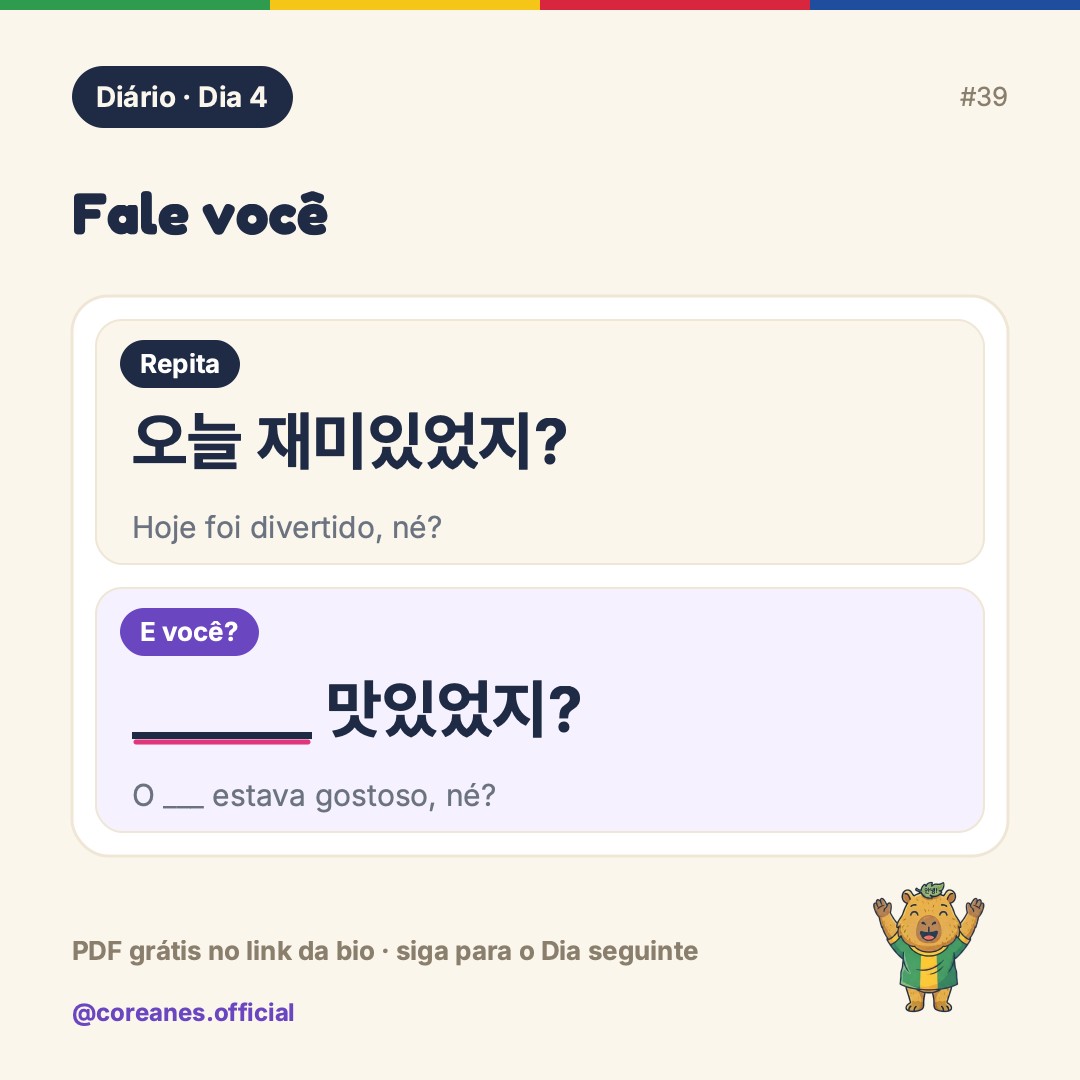 Diário · Dia 4
#39
Fale você
Repita
오늘 재미있었지?
Hoje foi divertido, né?
E você?
______ 맛있었지?
O ___ estava gostoso, né?
PDF grátis no link da bio · siga para o Dia seguinte
@coreanes.official